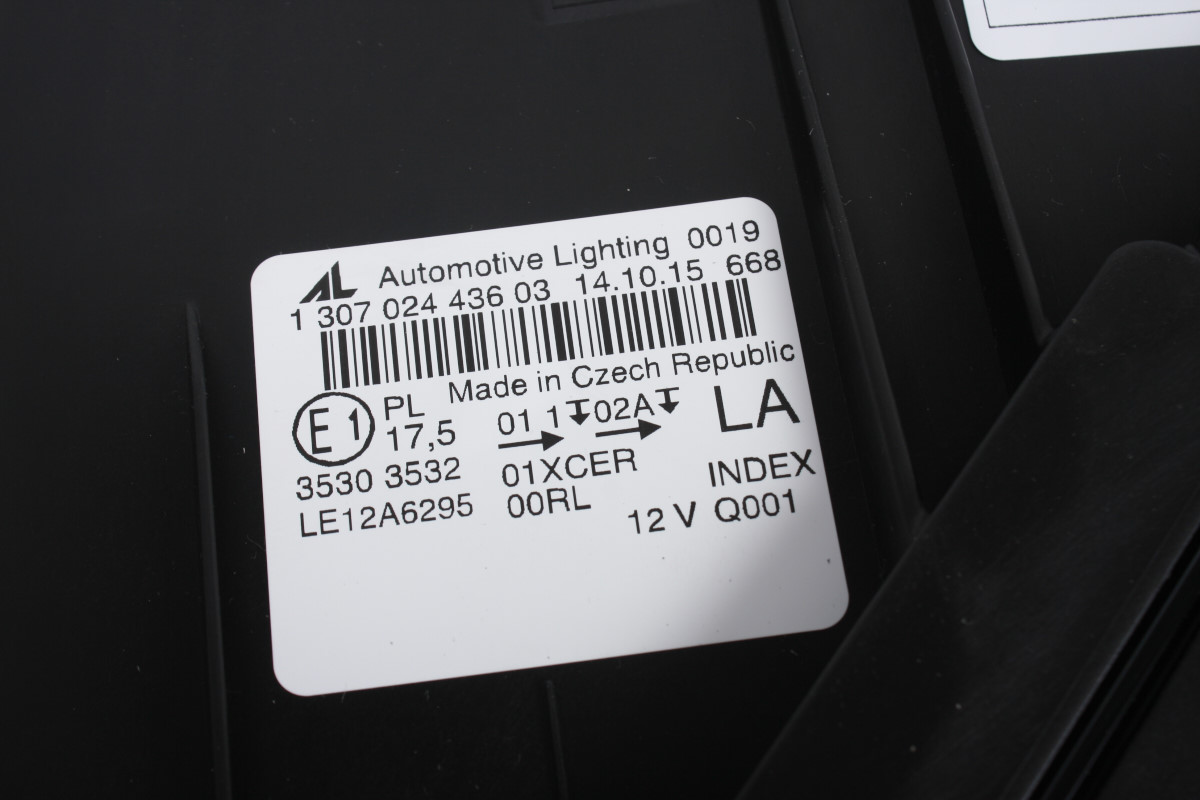 AL Automotive Lighting 0019
1 307 024 436 03 14.10.15 668
Made in Czech Republic
E1 PL 17,5 01 1 02A LA
3530 3532 01XCER INDEX
LE12A6295 00RL 12 V Q001